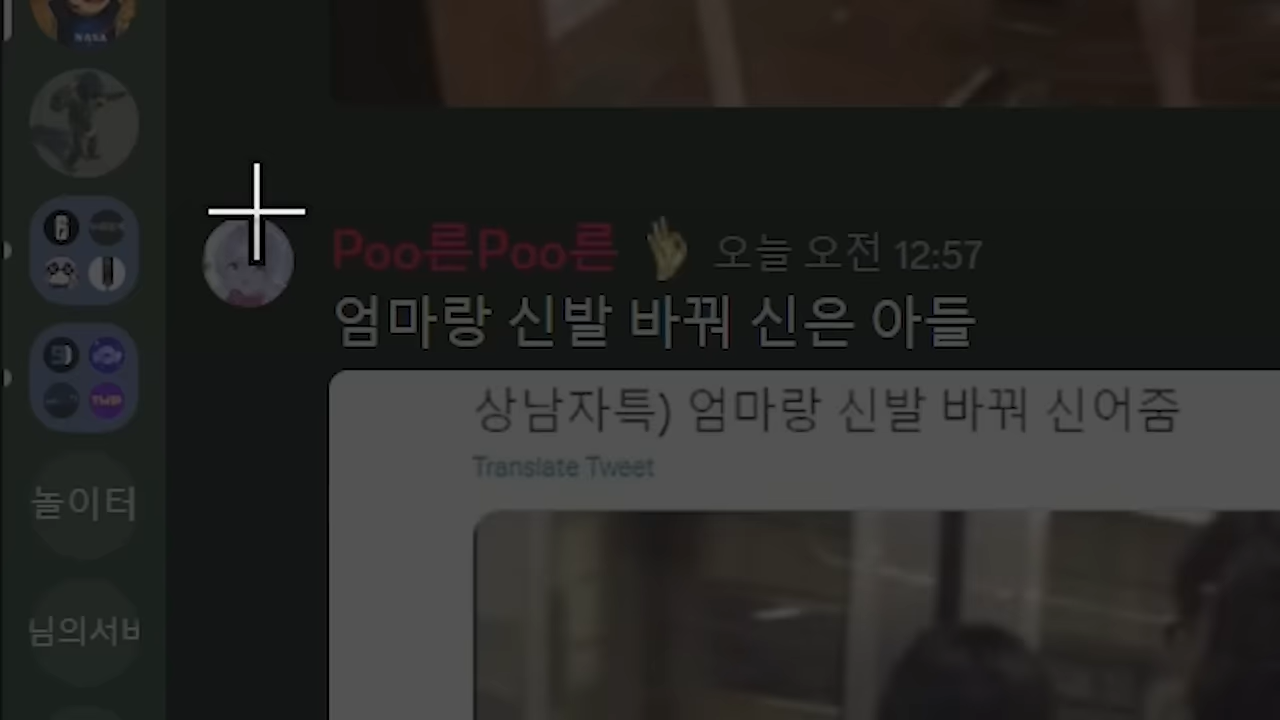 NASA
Poo른Poo른 👌 오늘 오전 12:57
엄마랑 신발 바꿔 신은 아들
상남자특) 엄마랑 신발 바꿔 신어줌
Translate Tweet
놀이터
님의서버